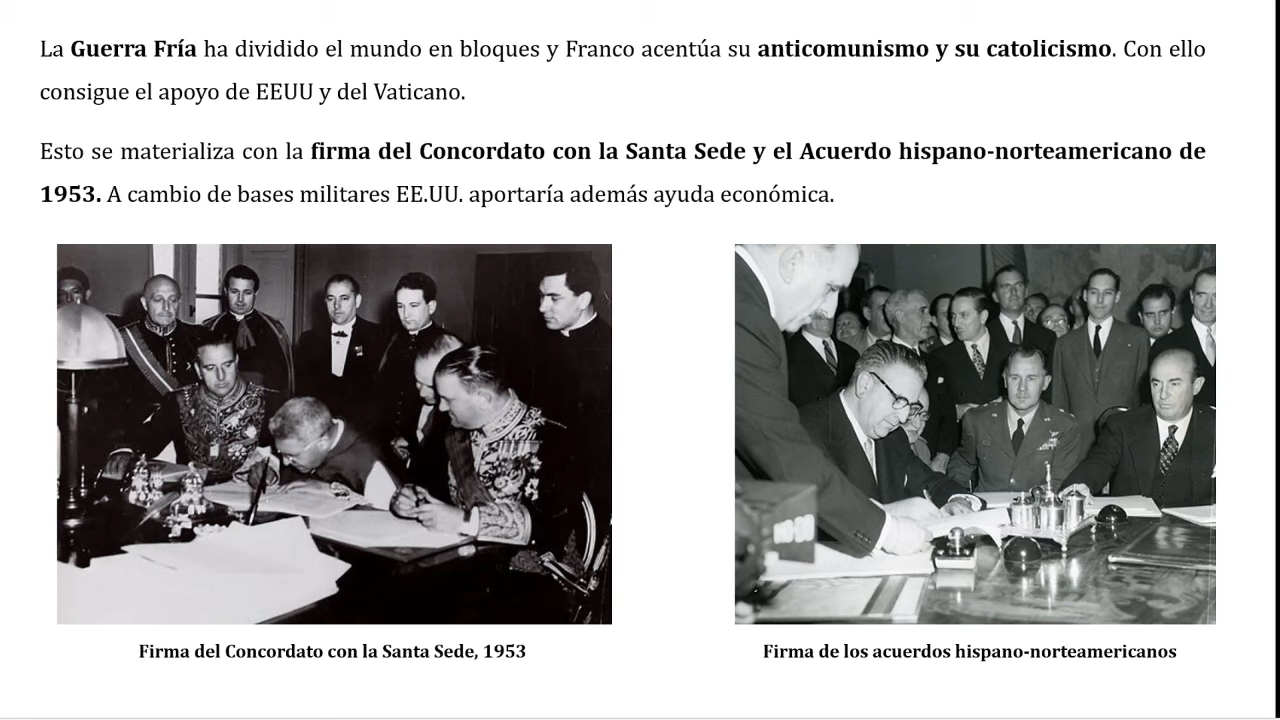 La Guerra Fría ha dividido el mundo en bloques y Franco acentúa su anticomunismo y su catolicismo. Con ello
consigue el apoyo de EEUU y del Vaticano.
Esto se materializa con la firma del Concordato con la Santa Sede y el Acuerdo hispano-norteamericano de
1953. A cambio de bases militares EE.UU. aportaría además ayuda económica.
Firma del Concordato con la Santa Sede, 1953
Firma de los acuerdos hispano-norteamericanos